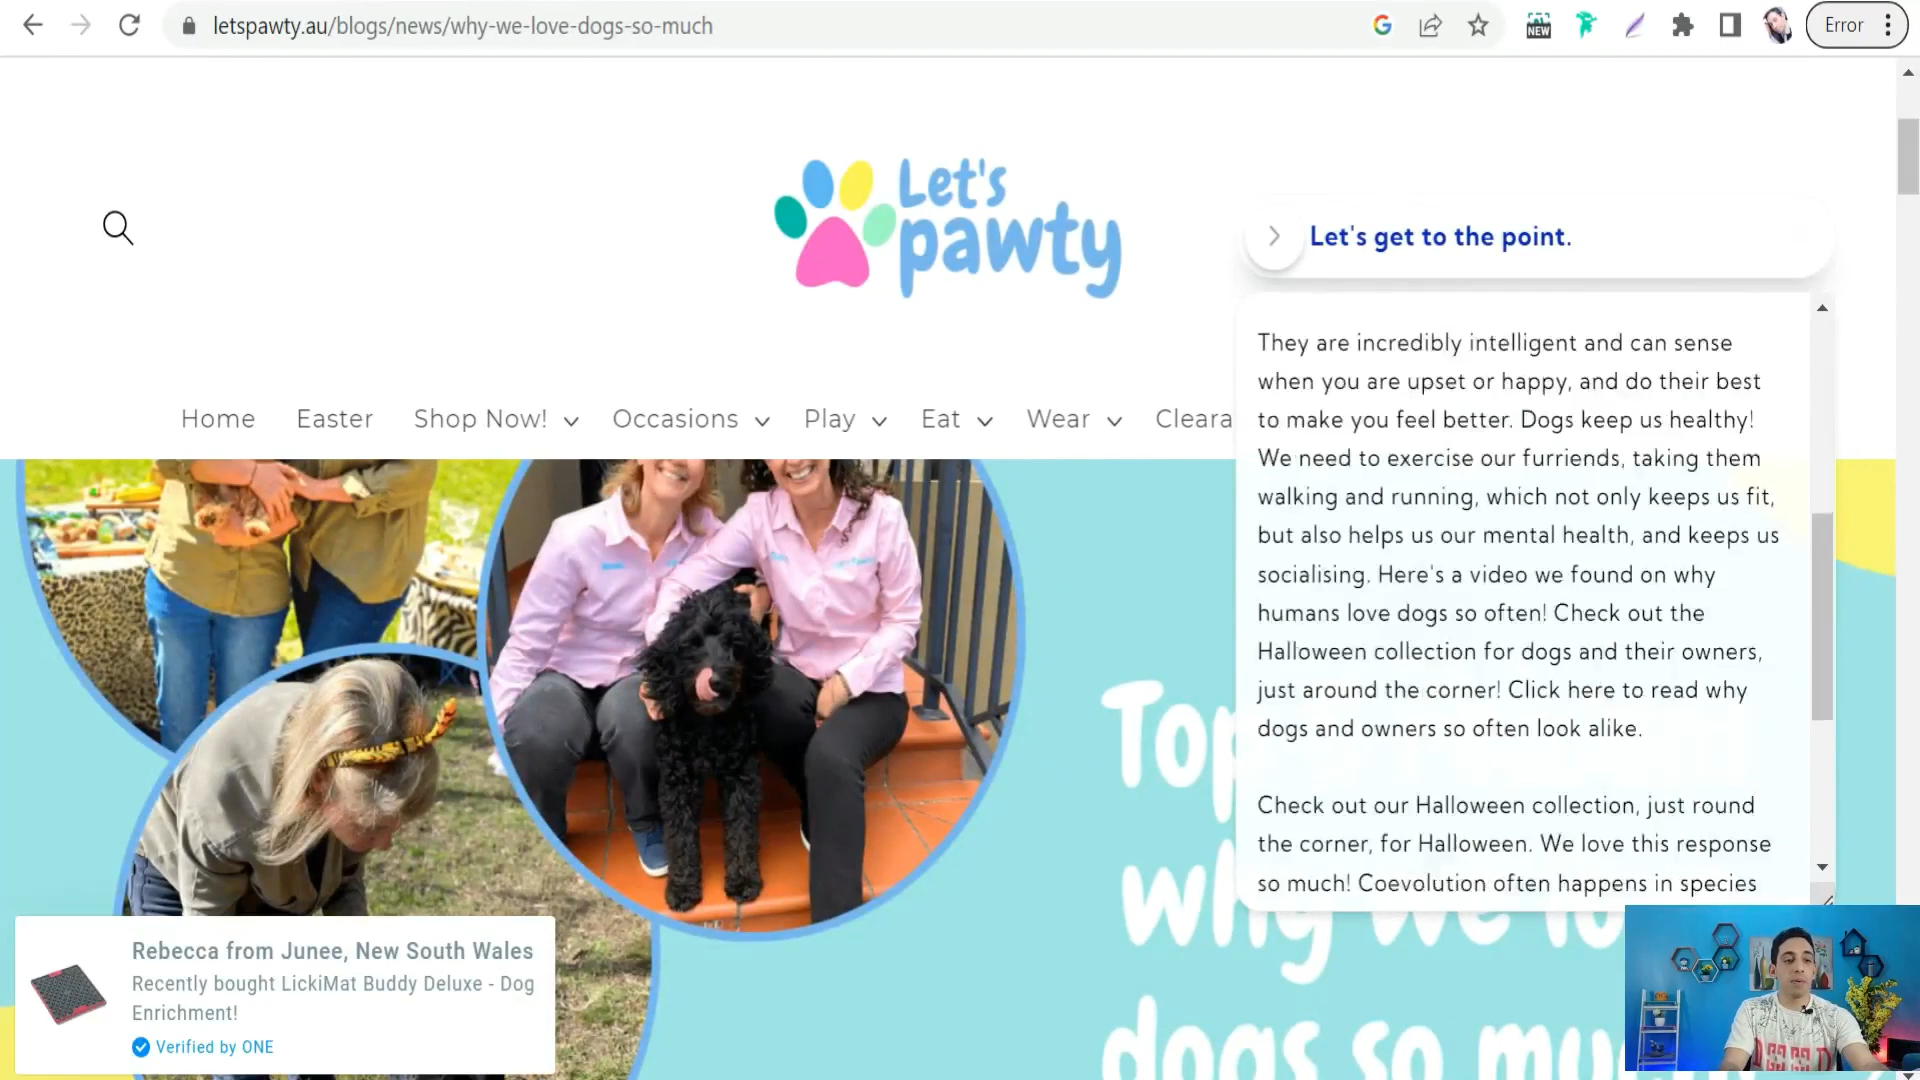 letspawty.au/blogs/news/why-we-love-dogs-so-much
NEW
Error
Let's
pawty
Let's get to the point.
Home
Easter
Shop Now!
Occasions
Play
Eat
Wear
Cleara
They are incredibly intelligent and can sense
when you are upset or happy, and do their best
to make you feel better. Dogs keep us healthy!
We need to exercise our furriends, taking them
walking and running, which not only keeps us fit,
but also helps us our mental health, and keeps us
socialising. Here's a video we found on why
humans love dogs so often! Check out the
Halloween collection for dogs and their owners,
just around the corner! Click here to read why
dogs and owners so often look alike.
Check out our Halloween collection, just round
the corner, for Halloween. We love this response
so much! Coevolution often happens in species
Top
why we lo
dogs so mu
Rebecca from Junee, New South Wales
Recently bought LickiMat Buddy Deluxe - Dog
Enrichment!
Verified by ONE